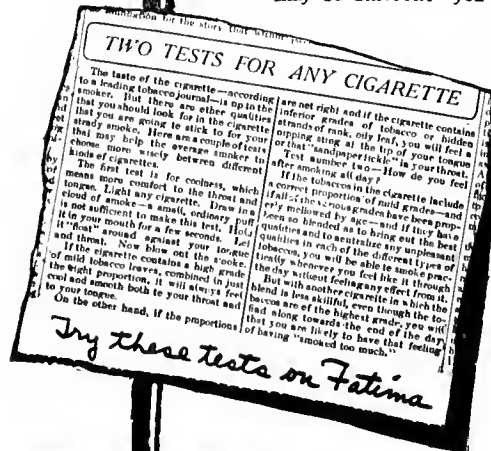 for the story that
TWO TESTS FOR ANY CIGARETTE
The taste of the cigarette—according
to a leading tobacco journal—is up to the
smoker. But there are other qualities
that you should look for in the cigarette
that you are going to stick to for your
steady smoke. Here are a couple of tests
that may help the average smoker to
choose more wisely between different
kinds of cigarettes.
The first test is for coolness, which
means more comfort to the throat and
tongue. Light any cigarette. Draw in a
cloud of smoke—a small, ordinary puff
is not sufficient to make this test. Hold
it in your mouth for a few seconds. Let
it "float" around against your tongue
and throat. Now blow out the smoke.
If the cigarette contains a high grade
of mild tobacco leaves, combined in just
the right proportion, it will always feel
cool and smooth both to your throat and
to your tongue.
On the other hand, if the proportions
are not right and if the cigarette contains
inferior grades of tobacco or hidden
strands of rank, oily leaf, you will feel a
nipping sting at the tip of your tongue
or that "sandpaper tickle" in your throat.
Test number two—How do you feel
after smoking all day?
If the tobaccos in the cigarette include
a correct proportion of mild grades—and
if all of the various grades have been prop-
erly mellowed by age—and if they have
been so blended as to bring out the best
qualities and to neutralize any unpleasant
qualities in each of the different types of
tobacco, you will be able to smoke prac-
tically whenever you feel like it through
the day without feeling any effect from it.
But with another cigarette in which the
blend is less skillful, even though the to-
baccos are of the highest grade, you will
find along towards the end of the day
that you are likely to have that feeling
of having "smoked too much."
Try these tests on Fatima